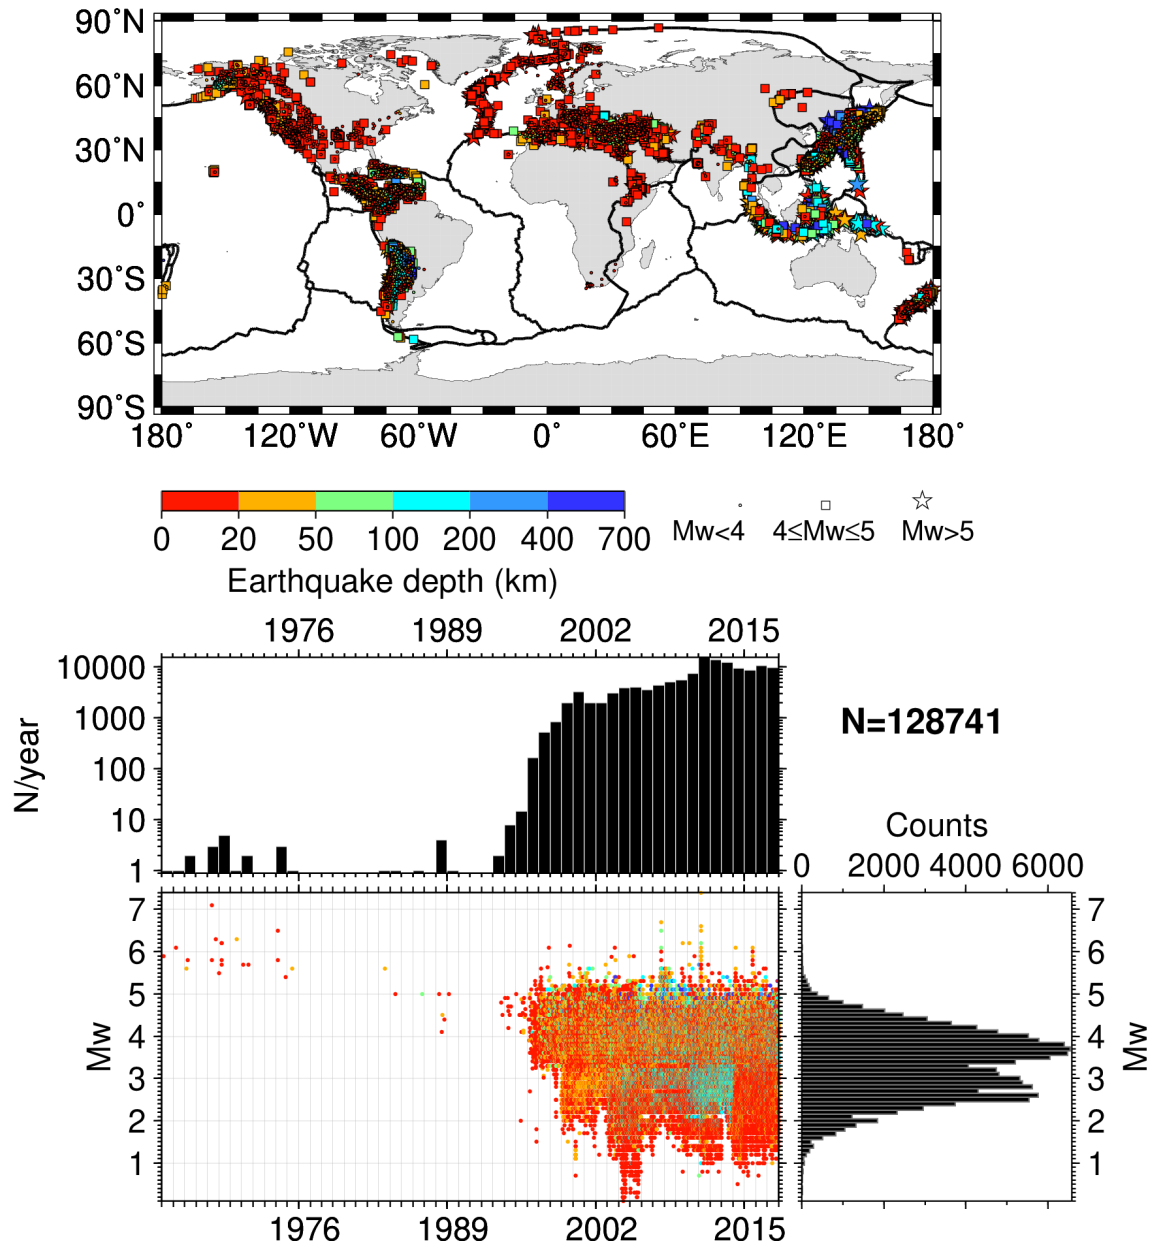 90°N
60°N
30°N
0°
30°S
60°S
90°S
180° 120°W 60°W 0° 60°E 120°E 180°
0 20 50 100 200 400 700
Earthquake depth (km)
Mw<4 4≤Mw≤5 Mw>5
1976 1989 2002 2015
10000
1000
100
10
1
N/year
N=128741
Counts
0 2000 4000 6000
7
6
5
4
3
2
1
Mw
7
6
5
4
3
2
1
Mw
1976 1989 2002 2015